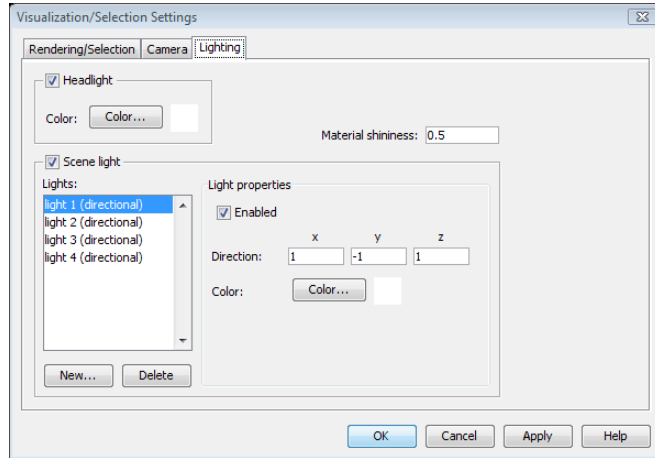 Visualization/Selection Settings
Rendering/Selection Camera Lighting
Headlight
Color: Color...
Material shininess: 0.5
Scene light
Lights: Light properties
light 1 (directional)
light 2 (directional)
light 3 (directional)
light 4 (directional)
Enabled
x y z
Direction: 1 -1 1
Color: Color...
New... Delete
OK Cancel Apply Help